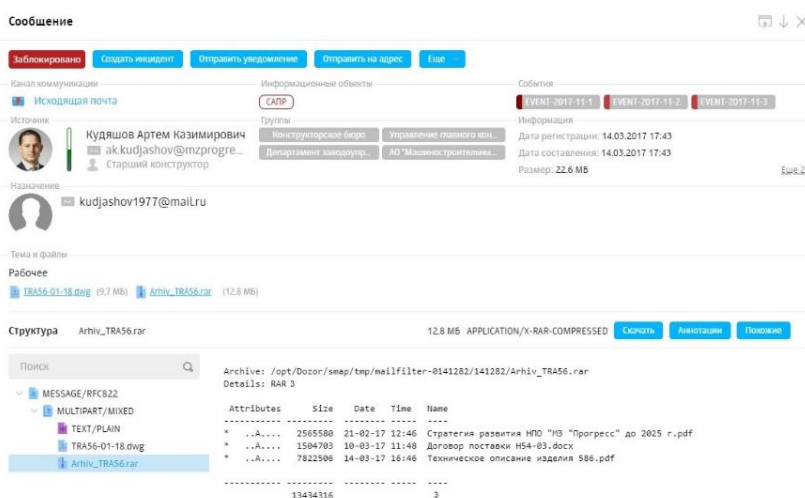 Сообщение
Заблокировано Создать инцидент Отправить уведомление Отправить на адрес Еще
Канал коммуникации Информационные объекты События
Исходящая почта САПР EVENT-2017-11-1 EVENT-2017-11-2 EVENT-2017-11-3
Источник Группы Информация
Кудяшов Артем Казимирович Конструкторское бюро Управление главного кон... Дата регистрации: 14.03.2017 17:43
ak.kudjashov@mzprogre... Департамент заводоупр... АО "Машиностроительны... Дата составления: 14.03.2017 17:43
Старший конструктор Размер: 22.6 МБ Еще 2
Назначение
kudjashov1977@mail.ru
Тема и файлы
Рабочее
TRA56-01-18.dwg (9,7 МБ) Arhiv_TRA56.rar (12.8 МБ)
Структура Arhiv_TRA56.rar 12.8 МБ APPLICATION/X-RAR-COMPRESSED Скачать Аннотации Похожие
Поиск
Archive: /opt/Dozor/smap/tmp/mailfilter-0141282/141282/Arhiv_TRA56.rar
Details: RAR 3
MESSAGE/RFC822
MULTIPART/MIXED
TEXT/PLAIN
TRA56-01-18.dwg
Arhiv_TRA56.rar
Attributes Size Date Time Name
----------- --------- -------- ----- ----
* ..A.... 2565580 21-02-17 12:46 Стратегия развития НПО "МЗ "Прогресс" до 2025 г.pdf
* ..A.... 1504703 10-03-17 11:48 Договор поставки Н54-03.docx
* ..A.... 7822506 14-03-17 16:46 Техническое описание изделия 586.pdf
----------- --------- -------- ----- ----
13434316 3